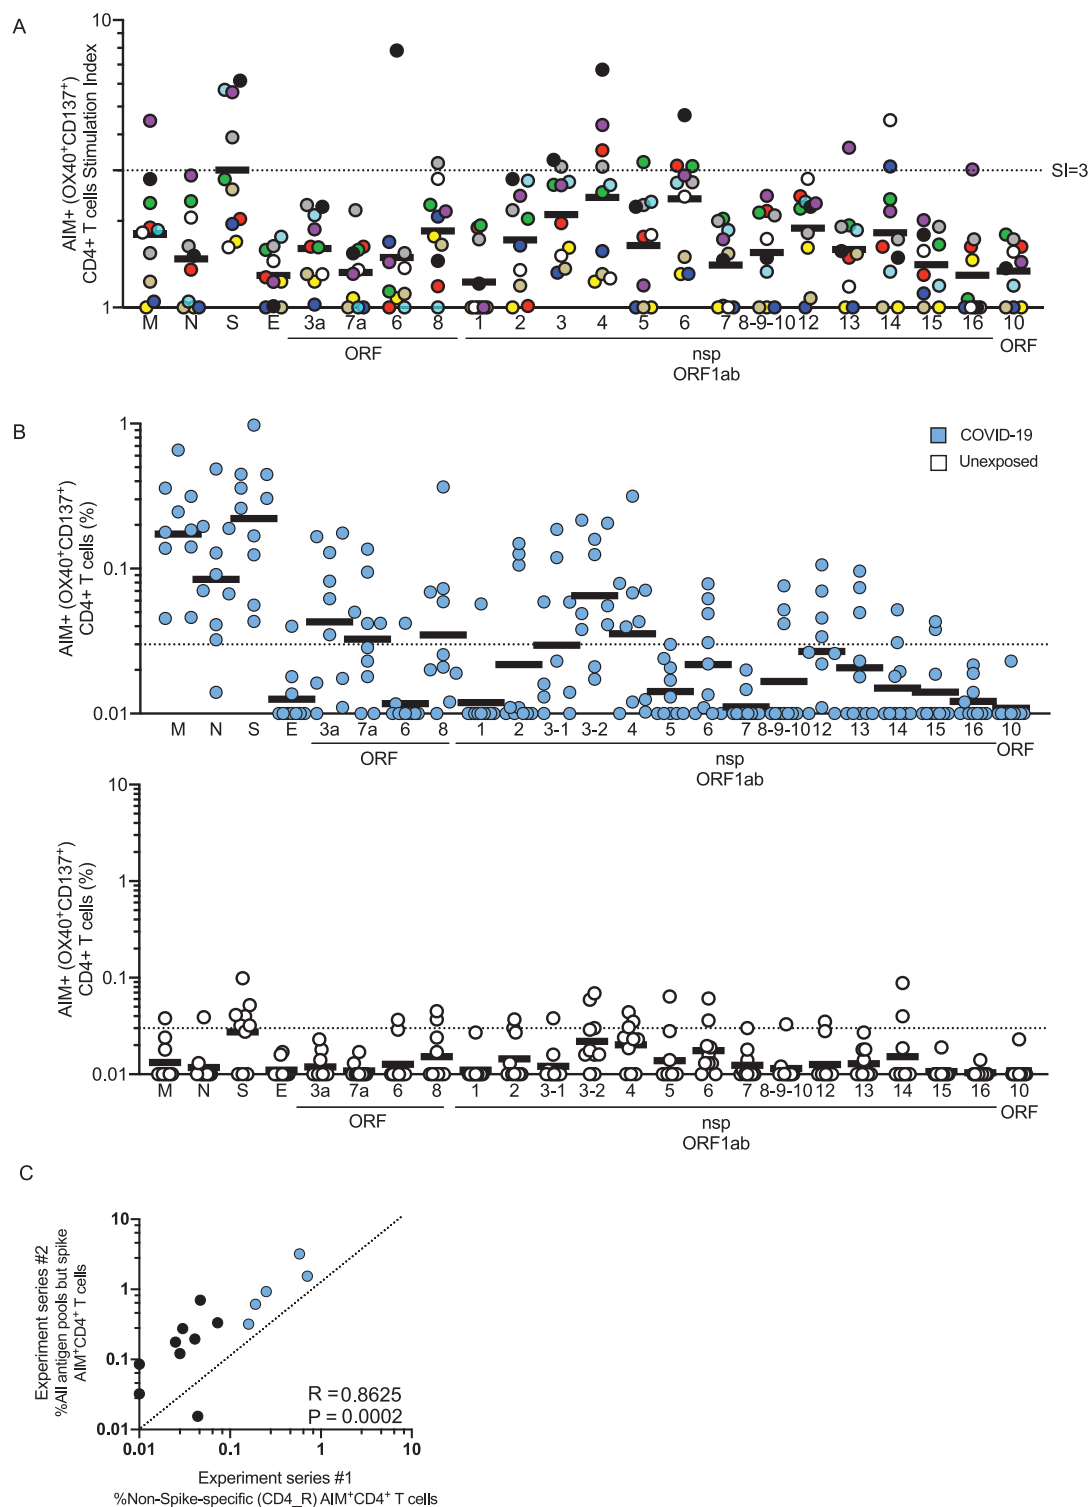 A
AIM+ (OX40+CD137+)
CD4+ T cells Stimulation Index
10
1
SI=3
M N S E 3a 7a 6 8 1 2 3 4 5 6 7 8-9-10 12 13 14 15 16 10
ORF nsp ORF
ORF1ab
B
AIM+ (OX40+CD137+)
CD4+ T cells (%)
1
0.1
0.01
COVID-19
Unexposed
M N S E 3a 7a 6 8 1 2 3-1 3-2 4 5 6 7 8-9-10 12 13 14 15 16 10
ORF nsp ORF
ORF1ab
AIM+ (OX40+CD137+)
CD4+ T cells (%)
10
1
0.1
0.01
M N S E 3a 7a 6 8 1 2 3-1 3-2 4 5 6 7 8-9-10 12 13 14 15 16 10
ORF nsp ORF
ORF1ab
C
Experiment series #2
%All antigen pools but spike
AIM+CD4+ T cells
10
1
0.1
0.01
R = 0.8625
P = 0.0002
0.01 0.1 1 10
Experiment series #1
%Non-Spike-specific (CD4_R) AIM+CD4+ T cells